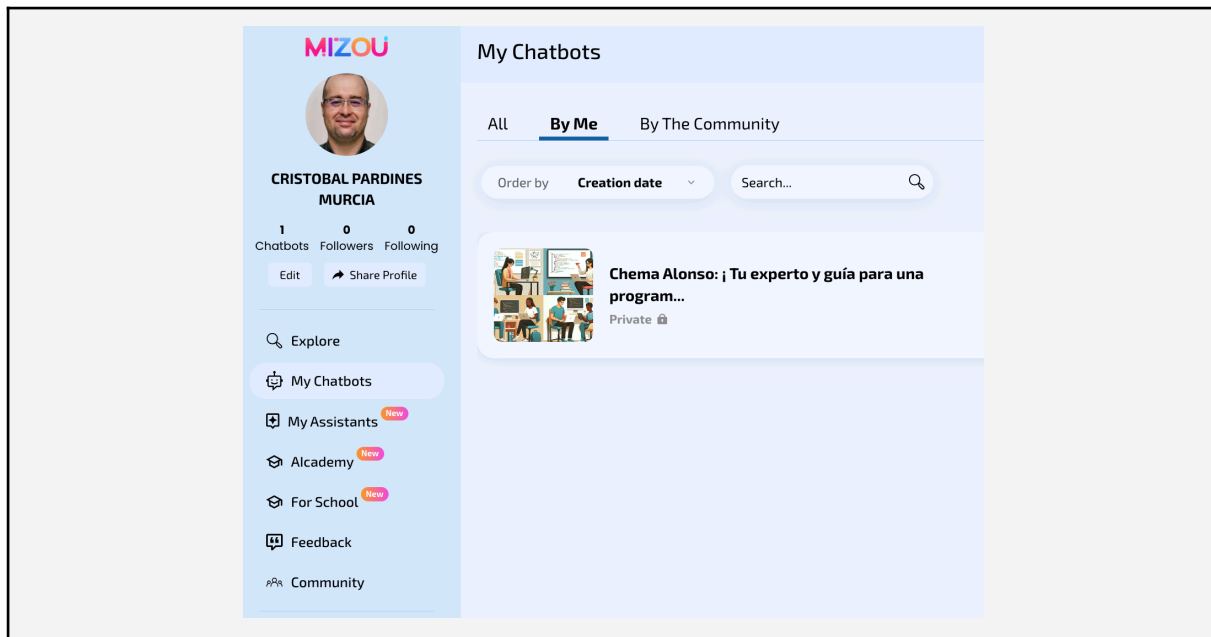 MIZOU
CRISTOBAL PARDINES
MURCIA
1 0 0
Chatbots Followers Following
Edit Share Profile
Explore
My Chatbots
My Assistants New
AIcademy New
For School New
Feedback
Community
My Chatbots
All By Me By The Community
Order by Creation date Search...
Chema Alonso: ¡ Tu experto y guía para una
program...
Private